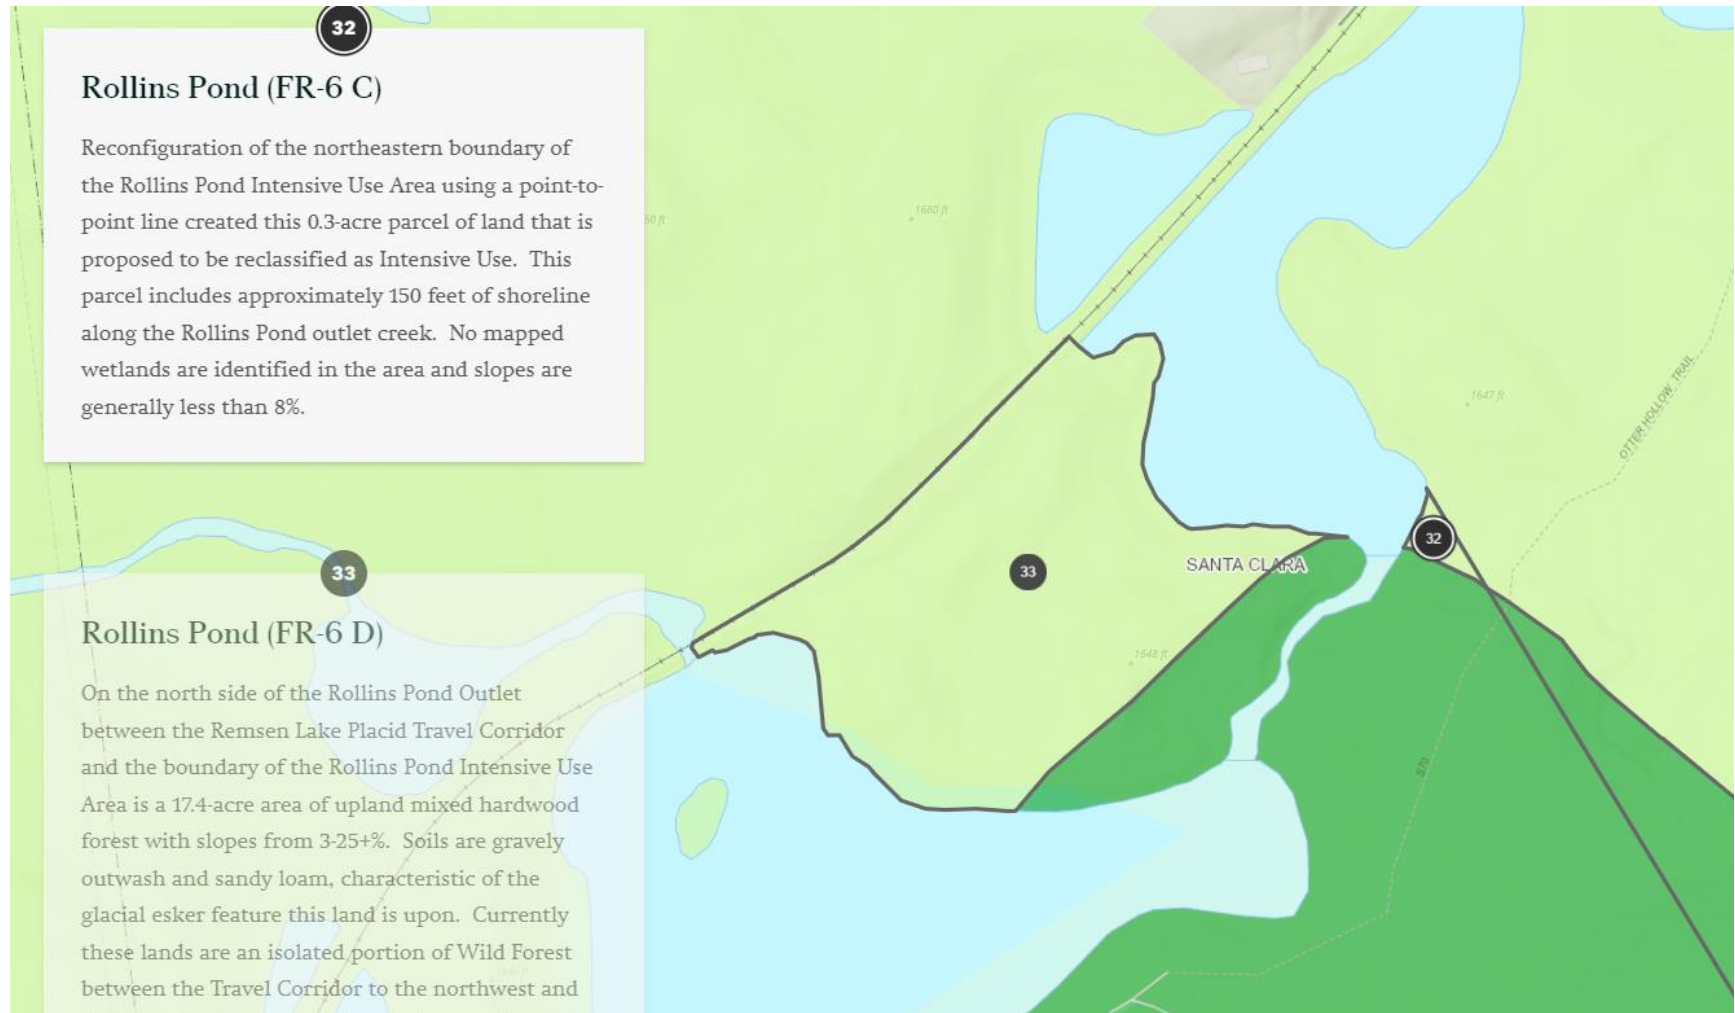 32
Rollins Pond (FR-6 C)
Reconfiguration of the northeastern boundary of
the Rollins Pond Intensive Use Area using a point-to-
point line created this 0.3-acre parcel of land that is
proposed to be reclassified as Intensive Use.  This
parcel includes approximately 150 feet of shoreline
along the Rollins Pond outlet creek.  No mapped
wetlands are identified in the area and slopes are
generally less than 8%.
33
Rollins Pond (FR-6 D)
On the north side of the Rollins Pond Outlet
between the Remsen Lake Placid Travel Corridor
and the boundary of the Rollins Pond Intensive Use
Area is a 17.4-acre area of upland mixed hardwood
forest with slopes from 3-25+%.  Soils are gravely
outwash and sandy loam, characteristic of the
glacial esker feature this land is upon.  Currently
these lands are an isolated portion of Wild Forest
between the Travel Corridor to the northwest and
50 ft
1660 ft
1647 ft
OTTER HOLLOW TRAIL
32
SANTA CLARA
33
1648 ft
S70